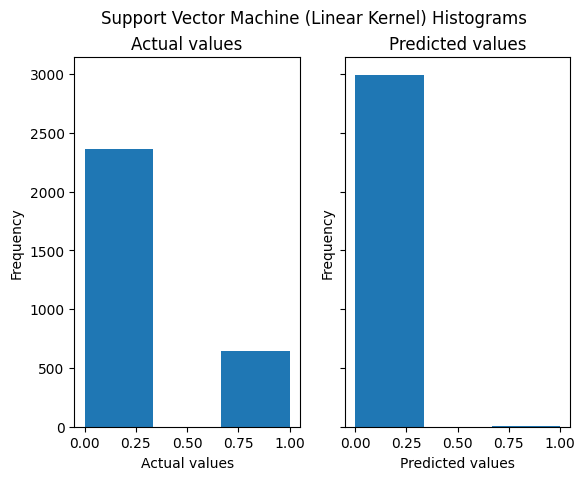 Support Vector Machine (Linear Kernel) Histograms
Actual values
Predicted values
3000
2500
2000
1500
1000
500
0
Frequency
Frequency
0.00 0.25 0.50 0.75 1.00
0.00 0.25 0.50 0.75 1.00
Actual values
Predicted values